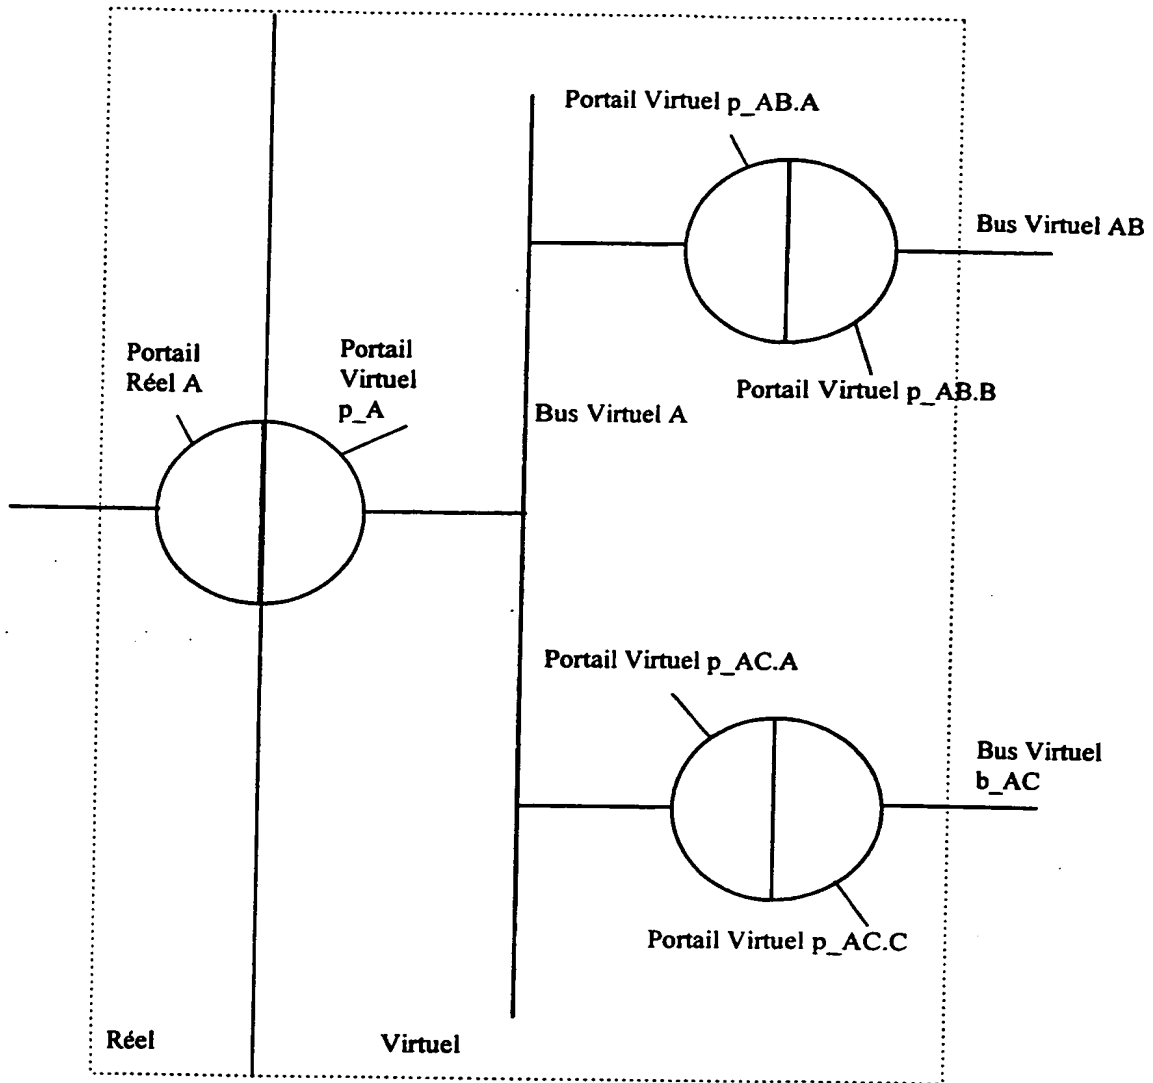 Portail Virtuel p_AB.A
Bus Virtuel AB
Portail
Réel A
Portail
Virtuel
p_A
Portail Virtuel p_AB.B
Bus Virtuel A
Portail Virtuel p_AC.A
Bus Virtuel
b_AC
Portail Virtuel p_AC.C
Réel
Virtuel